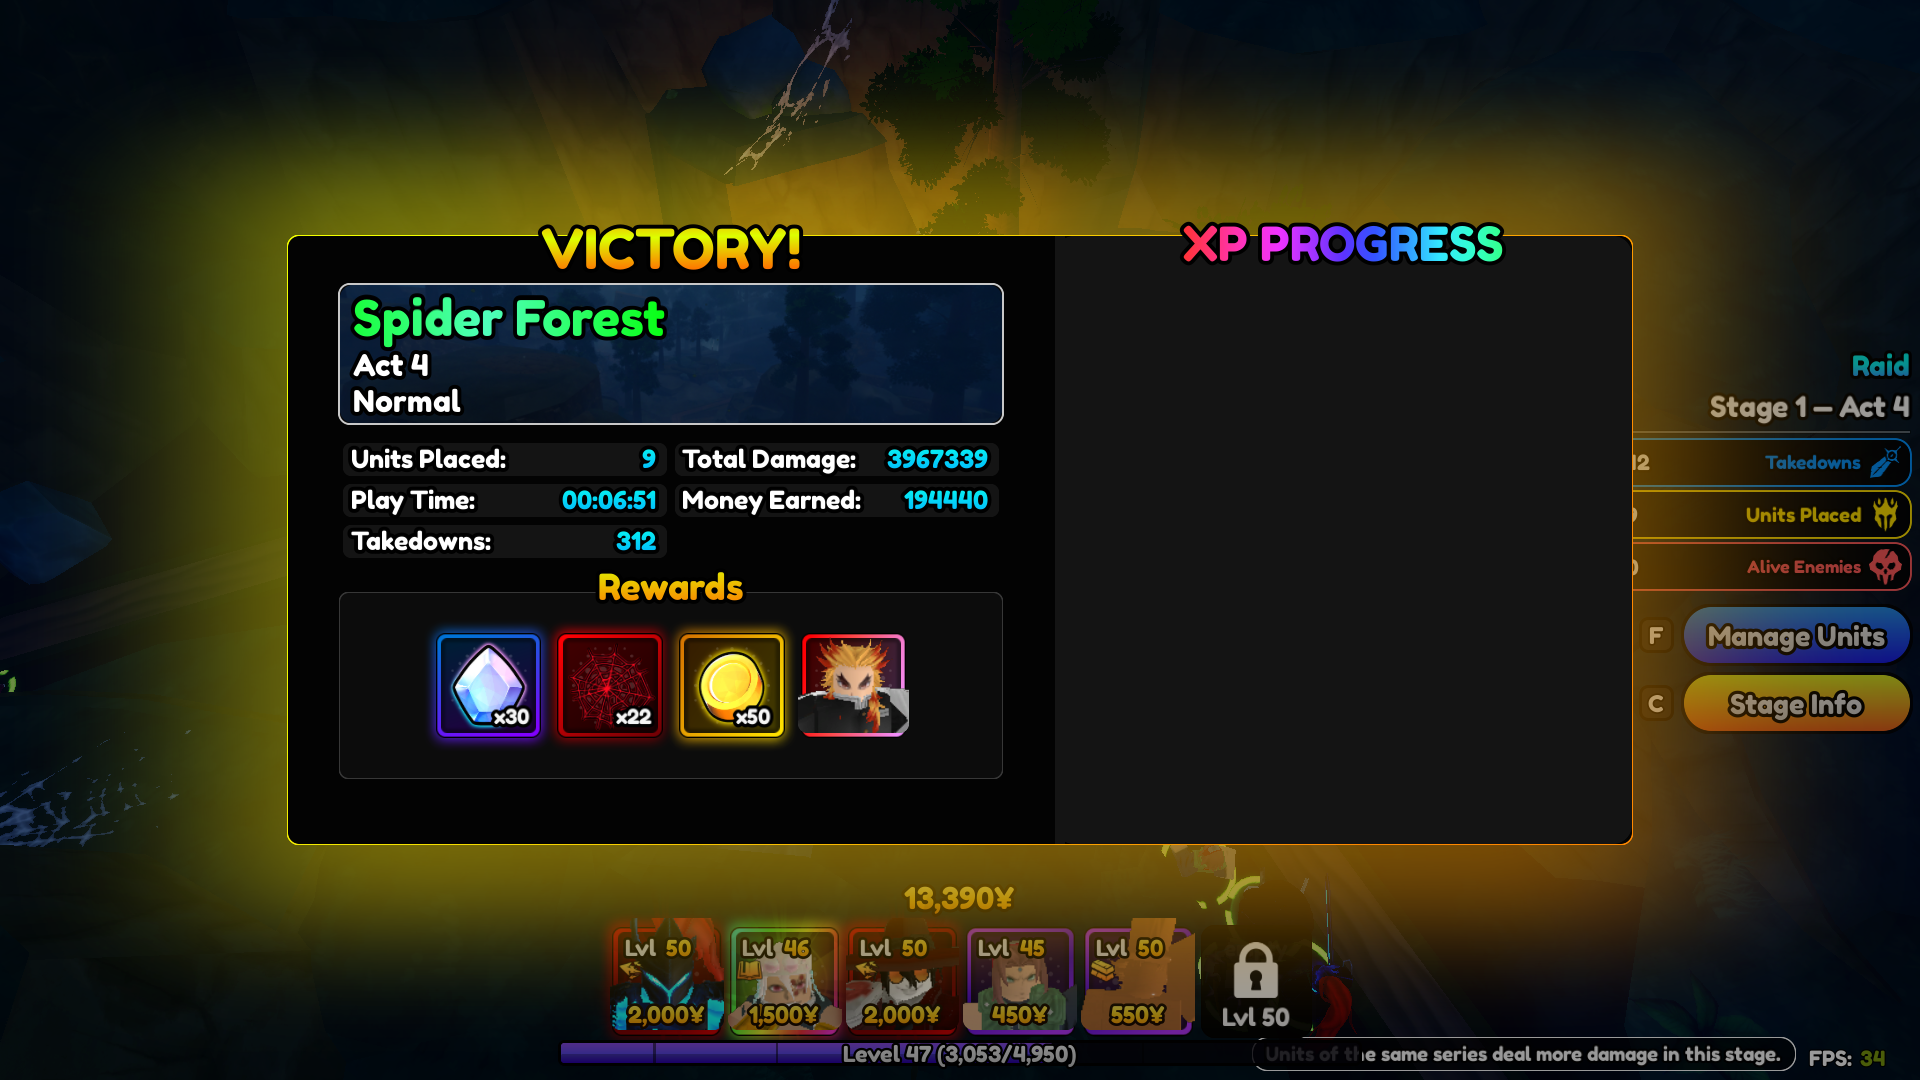 VICTORY!
XP PROGRESS
Spider Forest
Act 4
Normal
Units Placed: 9
Total Damage: 3967339
Play Time: 00:06:51
Money Earned: 194440
Takedowns: 312
Rewards
x30
x22
x50
Raid
Stage 1 – Act 4
12 Takedowns
Units Placed
Alive Enemies
F Manage Units
C Stage Info
13,390¥
Lvl 50
2,000¥
Lvl 46
1,500¥
Lvl 50
2,000¥
Lvl 45
450¥
Lvl 50
550¥
Lvl 50
Level 47 (3,053/4,950)
Units of the same series deal more damage in this stage.
FPS: 34